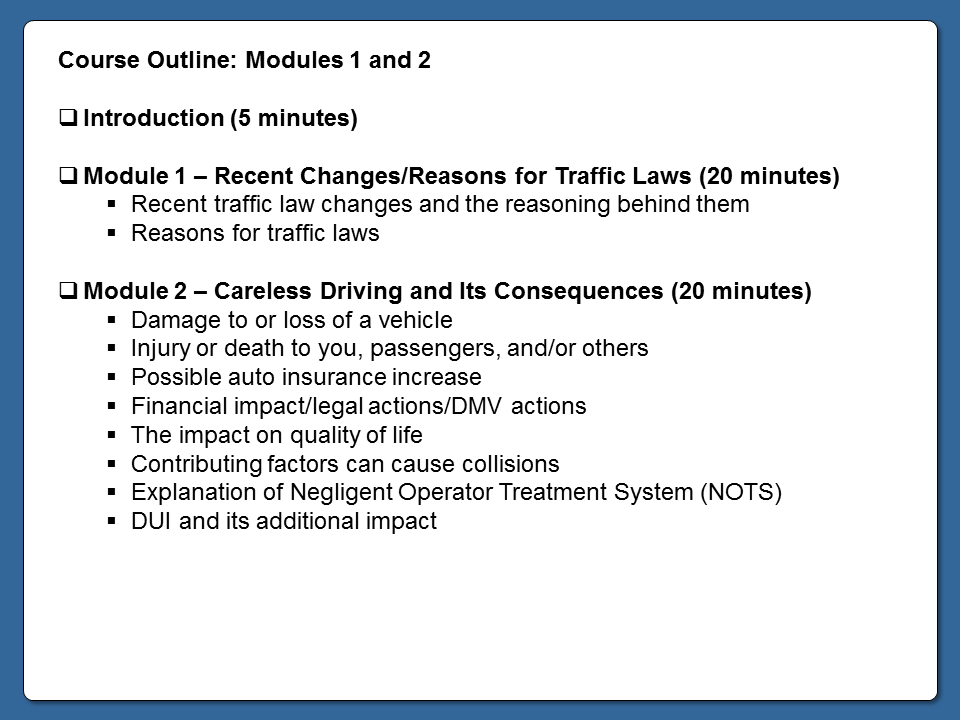 Course Outline: Modules 1 and 2
❑ Introduction (5 minutes)
❑ Module 1 – Recent Changes/Reasons for Traffic Laws (20 minutes)
▪ Recent traffic law changes and the reasoning behind them
▪ Reasons for traffic laws
❑ Module 2 – Careless Driving and Its Consequences (20 minutes)
▪ Damage to or loss of a vehicle
▪ Injury or death to you, passengers, and/or others
▪ Possible auto insurance increase
▪ Financial impact/legal actions/DMV actions
▪ The impact on quality of life
▪ Contributing factors can cause collisions
▪ Explanation of Negligent Operator Treatment System (NOTS)
▪ DUI and its additional impact